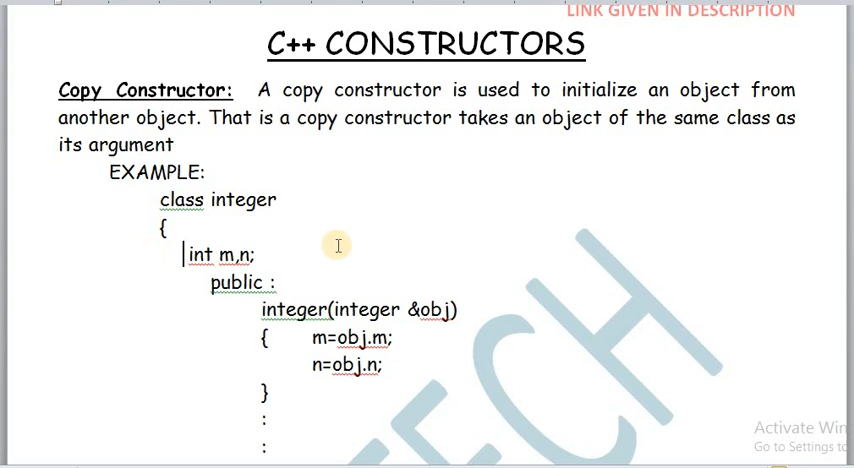 LINK GIVEN IN DESCRIPTION
C++ CONSTRUCTORS
Copy Constructor: A copy constructor is used to initialize an object from
another object. That is a copy constructor takes an object of the same class as
its argument
EXAMPLE:
class integer
{
int m,n;
public :
integer(integer &obj)
{ m=obj.m;
n=obj.n;
}
:
:
TECH
Activate Win
Go to Settings to